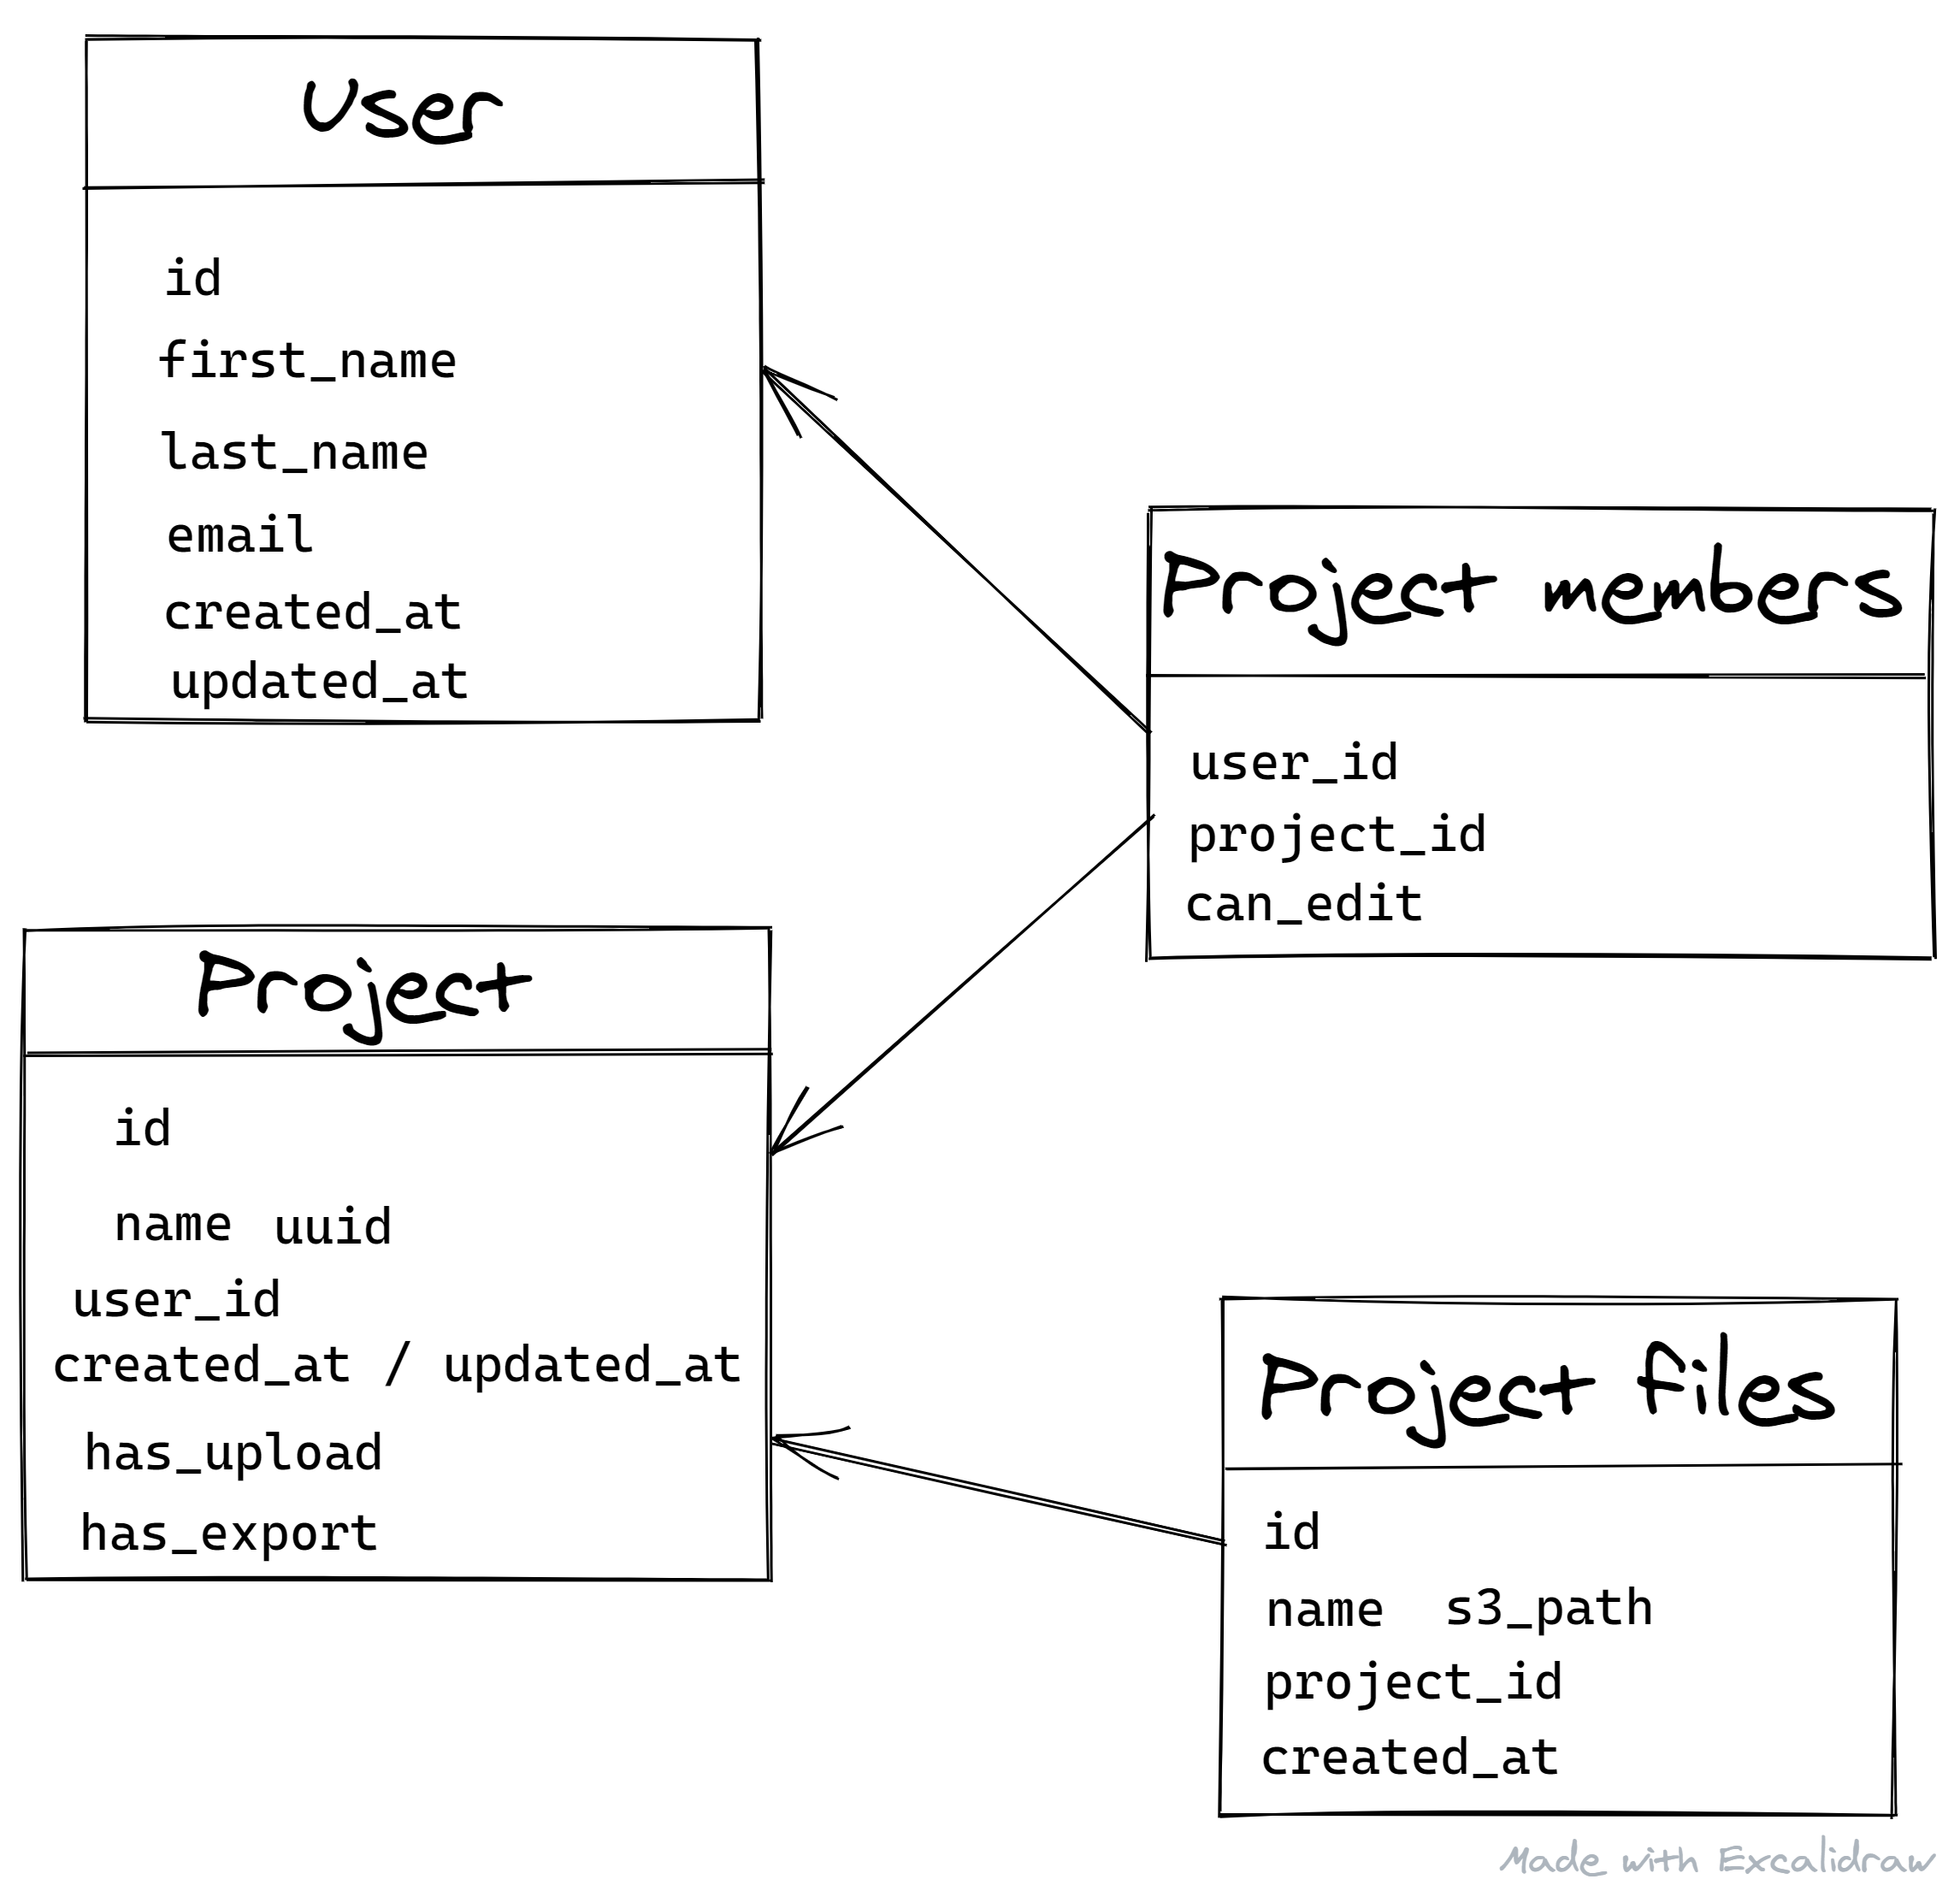 User
id
first_name
last_name
email
created_at
updated_at
Project members
user_id
project_id
can_edit
Project
id
name uuid
user_id
created_at / updated_at
has_upload
has_export
Project files
id
name s3_path
project_id
created_at
Made with Excalidraw